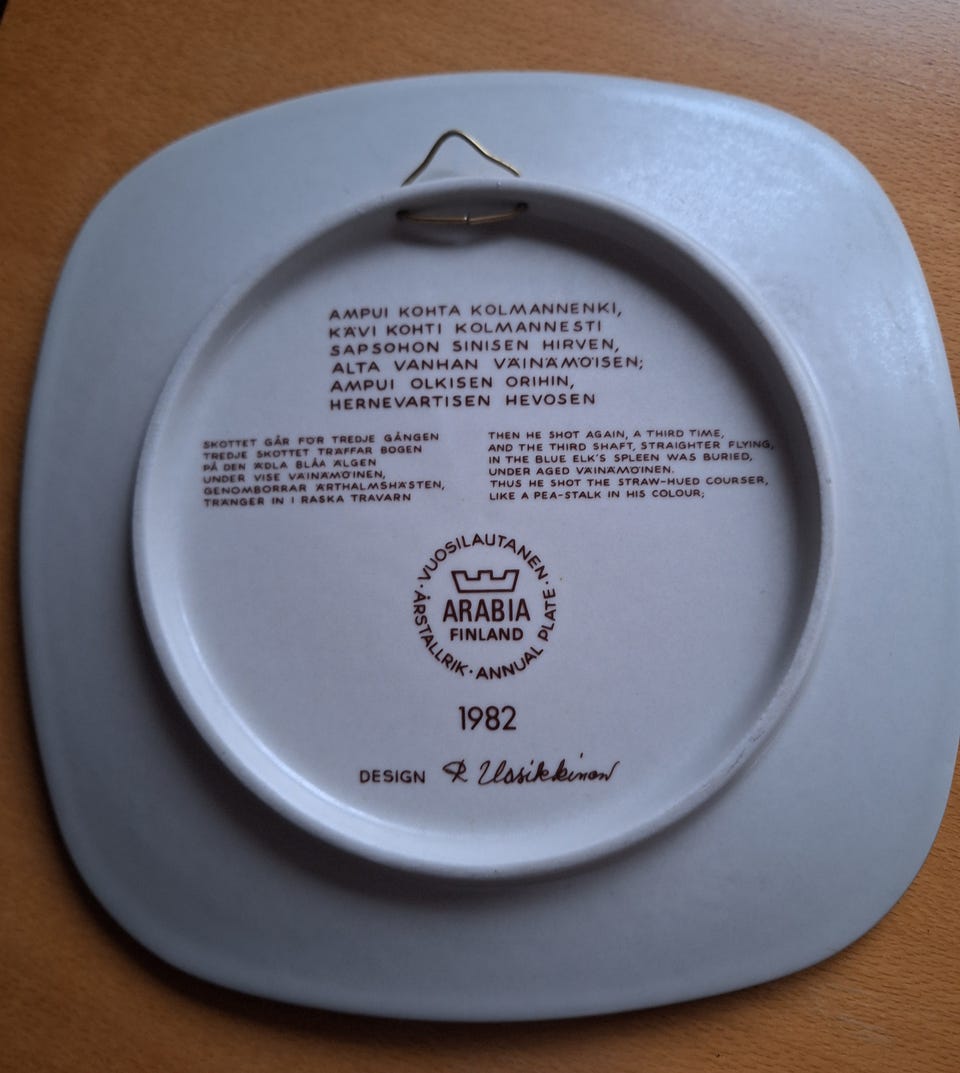 AMPUI KOHTA KOLMANNENKI,
KÄVI KOHTI KOLMANNESTI
SAPSOHON SINISEN HIRVEN,
ALTA VANHAN VÄINÄMÖISEN;
AMPUI OLKISEN ORIHIN,
HERNEVARTISEN HEVOSEN
SKOTTET GÅR FÖR TREDJE GÅNGEN
TREDJE SKOTTET TRÄFFAR BOGEN
PÅ DEN ÄDLA BLÅA ÄLGEN
UNDER VISE VÄINÄMÖINEN,
GENOMBORRAR ÄRTHALMSHÄSTEN,
TRÄNGER IN I RASKA TRAVARN
THEN HE SHOT AGAIN, A THIRD TIME,
AND THE THIRD SHAFT, STRAIGHTER FLYING,
IN THE BLUE ELK'S SPLEEN WAS BURIED,
UNDER AGED VÄINÄMÖINEN.
THUS HE SHOT THE STRAW-HUED COURSER,
LIKE A PEA-STALK IN HIS COLOUR;
·VUOSILAUTANEN·
ARABIA
FINLAND
ÅRSTALLRIK·ANNUAL PLATE·
1982
DESIGN R Ussikkinen